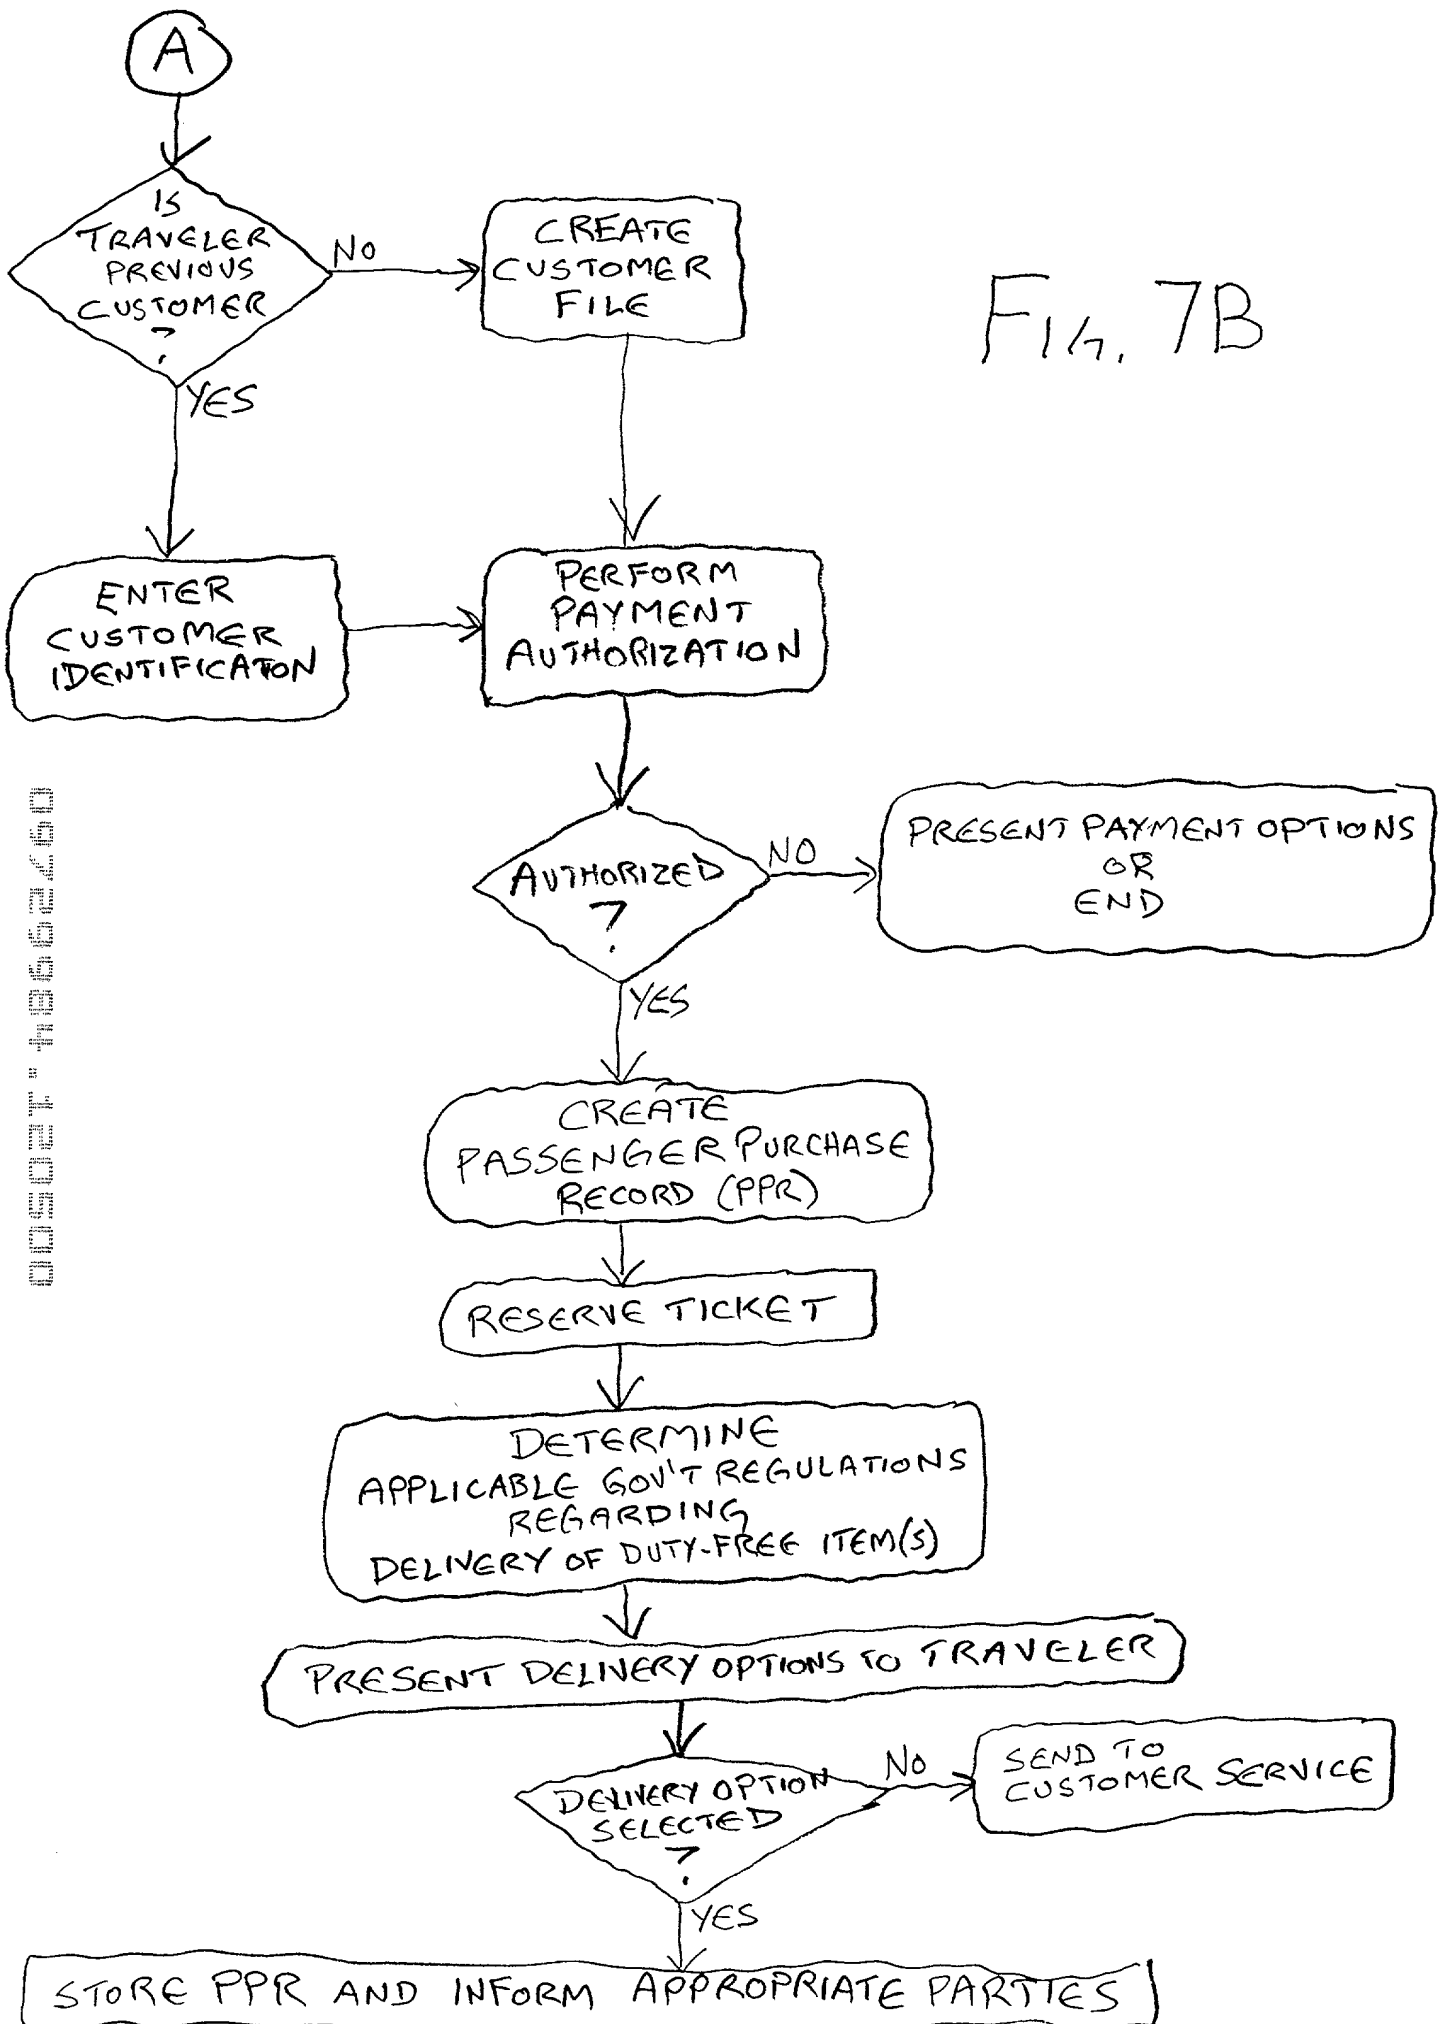 A
IS
TRAVELER
PREVIOUS
CUSTOMER
?
NO
CREATE
CUSTOMER
FILE
FIG. 7B
YES
ENTER
CUSTOMER
IDENTIFICATON
PERFORM
PAYMENT
AUTHORIZATION
AUTHORIZED
?
NO
PRESENT PAYMENT OPTIONS
OR
END
YES
CREATE
PASSENGER PURCHASE
RECORD (PPR)
RESERVE TICKET
DETERMINE
APPLICABLE GOV'T REGULATIONS
REGARDING
DELIVERY OF DUTY-FREE ITEM(S)
PRESENT DELIVERY OPTIONS TO TRAVELER
DELIVERY OPTION
SELECTED
?
NO
SEND TO
CUSTOMER SERVICE
YES
STORE PPR AND INFORM APPROPRIATE PARTIES